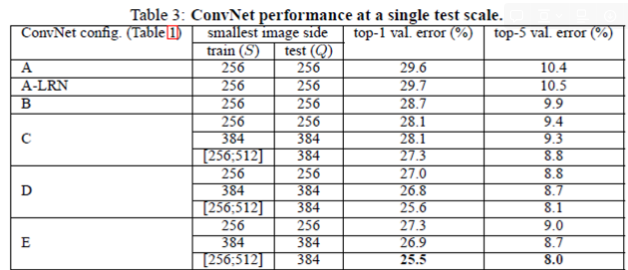 Table 3: ConvNet performance at a single test scale.
ConvNet config. (Table 1) smallest image side top-1 val. error (%) top-5 val. error (%)
train (S) test (Q)
A 256 256 29.6 10.4
A-LRN 256 256 29.7 10.5
B 256 256 28.7 9.9
256 256 28.1 9.4
C 384 384 28.1 9.3
[256;512] 384 27.3 8.8
256 256 27.0 8.8
D 384 384 26.8 8.7
[256;512] 384 25.6 8.1
256 256 27.3 9.0
E 384 384 26.9 8.7
[256;512] 384 25.5 8.0